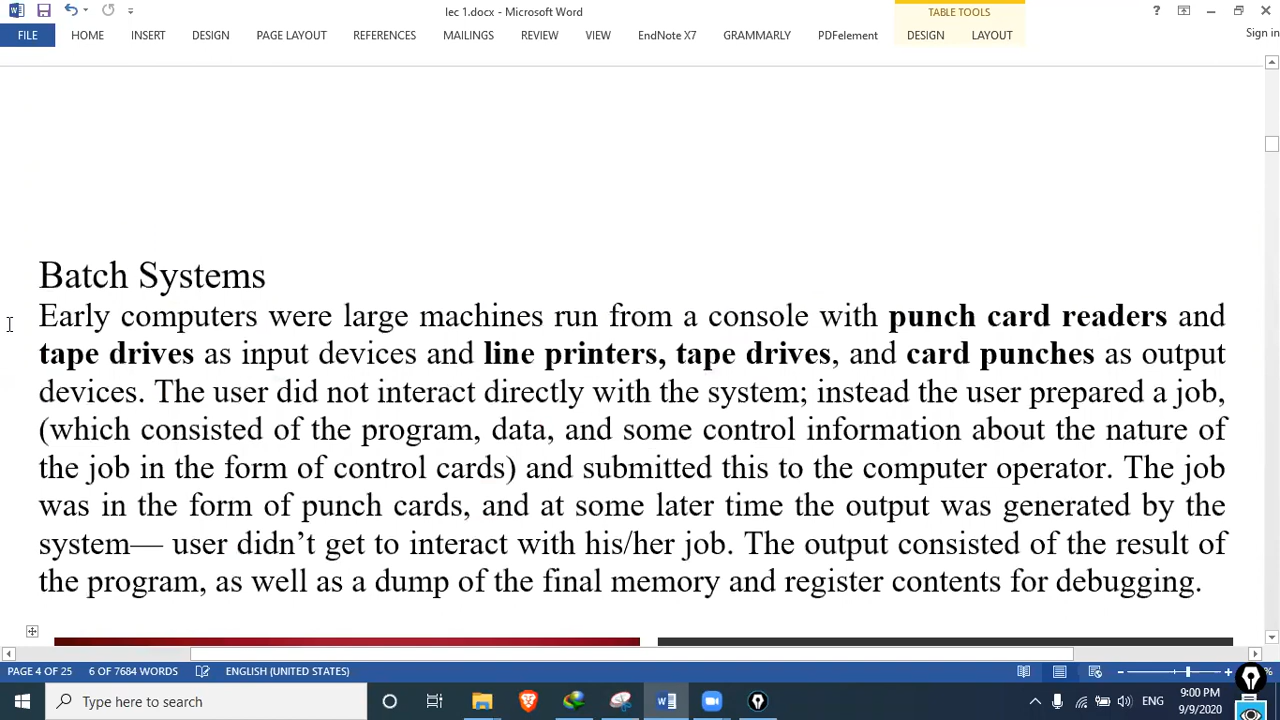 lec 1.docx - Microsoft Word
TABLE TOOLS
?
FILE HOME INSERT DESIGN PAGE LAYOUT REFERENCES MAILINGS REVIEW VIEW EndNote X7 GRAMMARLY PDFelement DESIGN LAYOUT Sign in
Batch Systems
Early computers were large machines run from a console with punch card readers and
tape drives as input devices and line printers, tape drives, and card punches as output
devices. The user did not interact directly with the system; instead the user prepared a job,
(which consisted of the program, data, and some control information about the nature of
the job in the form of control cards) and submitted this to the computer operator. The job
was in the form of punch cards, and at some later time the output was generated by the
system— user didn’t get to interact with his/her job. The output consisted of the result of
the program, as well as a dump of the final memory and register contents for debugging.
PAGE 4 OF 25 6 OF 7684 WORDS ENGLISH (UNITED STATES) %
Type here to search ENG 9:00 PM
9/9/2020